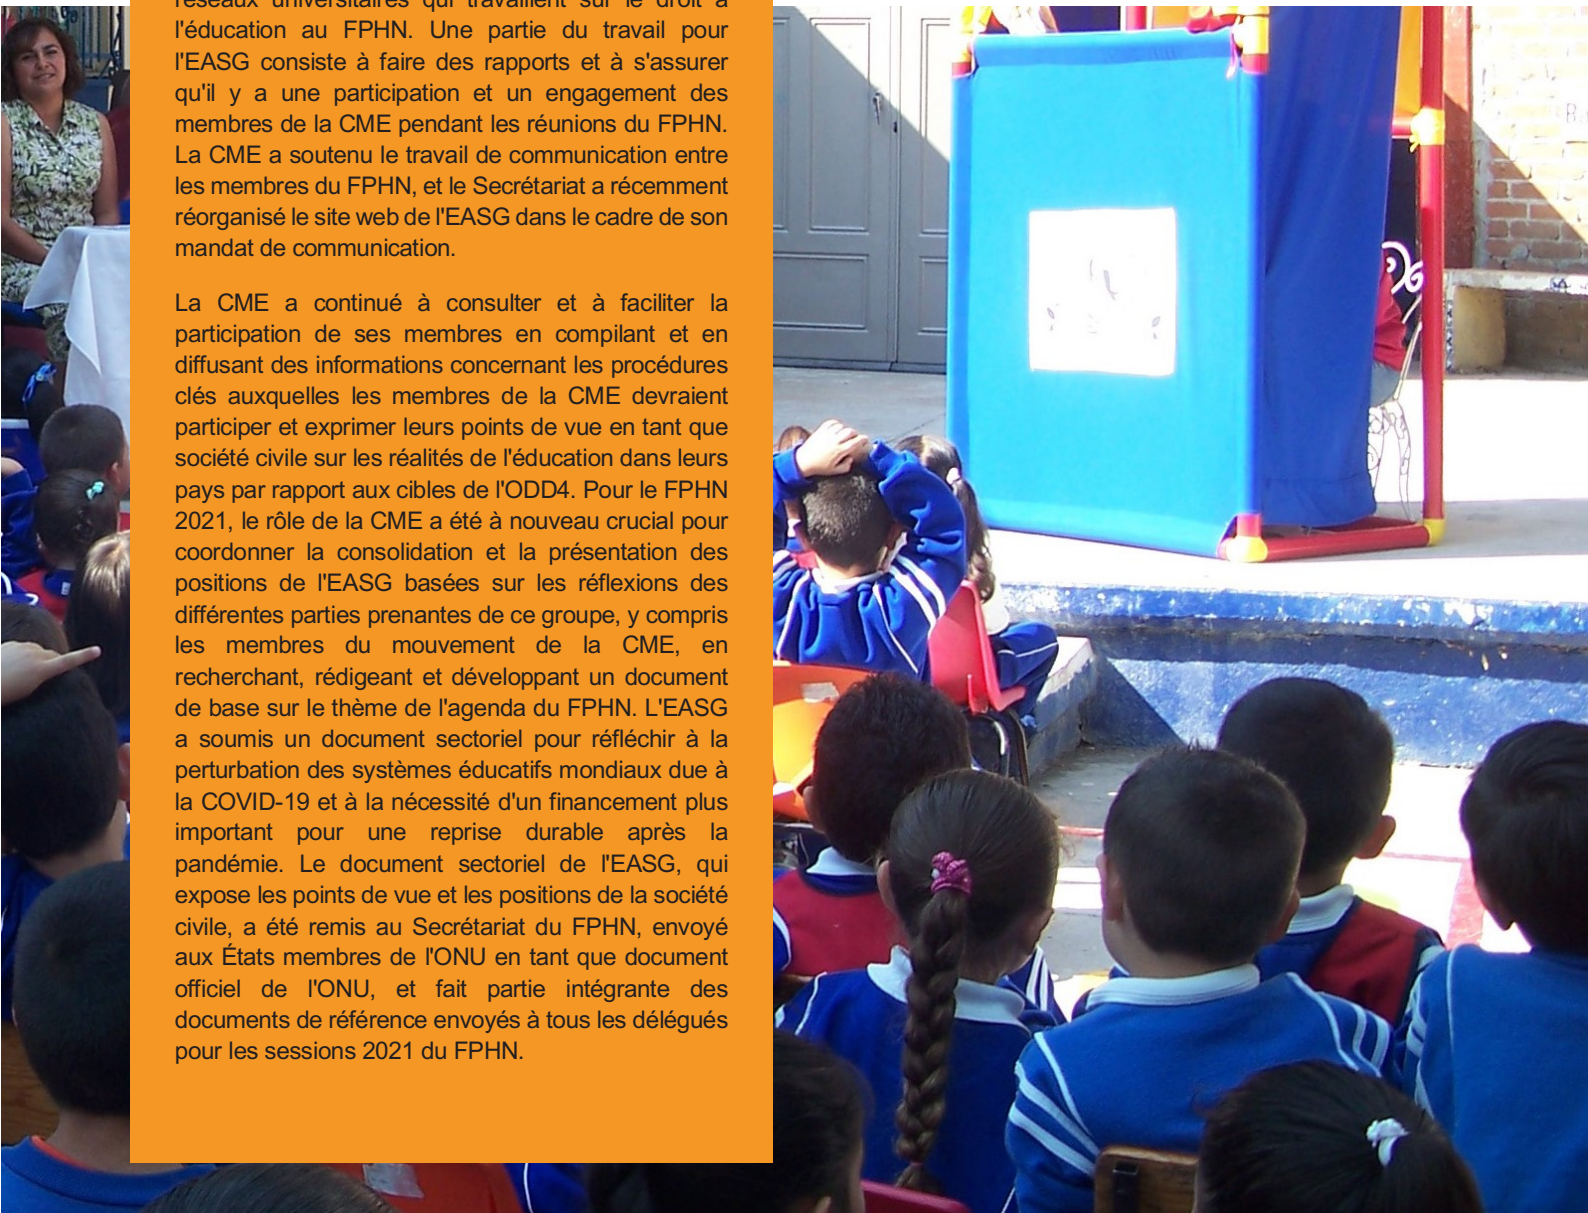 réseaux universitaires qui travaillent sur le droit à
l'éducation au FPHN. Une partie du travail pour
l'EASG consiste à faire des rapports et à s'assurer
qu'il y a une participation et un engagement des
membres de la CME pendant les réunions du FPHN.
La CME a soutenu le travail de communication entre
les membres du FPHN, et le Secrétariat a récemment
réorganisé le site web de l'EASG dans le cadre de son
mandat de communication.
La CME a continué à consulter et à faciliter la
participation de ses membres en compilant et en
diffusant des informations concernant les procédures
clés auxquelles les membres de la CME devraient
participer et exprimer leurs points de vue en tant que
société civile sur les réalités de l'éducation dans leurs
pays par rapport aux cibles de l'ODD4. Pour le FPHN
2021, le rôle de la CME a été à nouveau crucial pour
coordonner la consolidation et la présentation des
positions de l'EASG basées sur les réflexions des
différentes parties prenantes de ce groupe, y compris
les membres du mouvement de la CME, en
recherchant, rédigeant et développant un document
de base sur le thème de l'agenda du FPHN. L'EASG
a soumis un document sectoriel pour réfléchir à la
perturbation des systèmes éducatifs mondiaux due à
la COVID-19 et à la nécessité d'un financement plus
important pour une reprise durable après la
pandémie. Le document sectoriel de l'EASG, qui
expose les points de vue et les positions de la société
civile, a été remis au Secrétariat du FPHN, envoyé
aux États membres de l'ONU en tant que document
officiel de l'ONU, et fait partie intégrante des
documents de référence envoyés à tous les délégués
pour les sessions 2021 du FPHN.